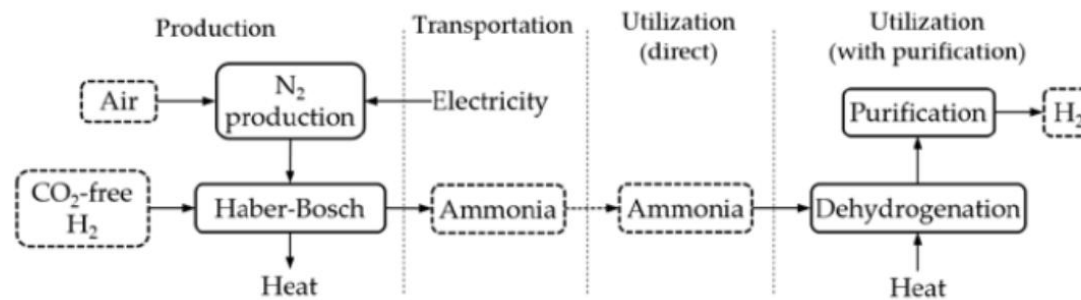 Production
Transportation
Utilization
(direct)
Utilization
(with purification)
Air
N₂
production
Electricity
Purification
H₂
CO₂-free
H₂
Haber-Bosch
Ammonia
Ammonia
Dehydrogenation
Heat
Heat